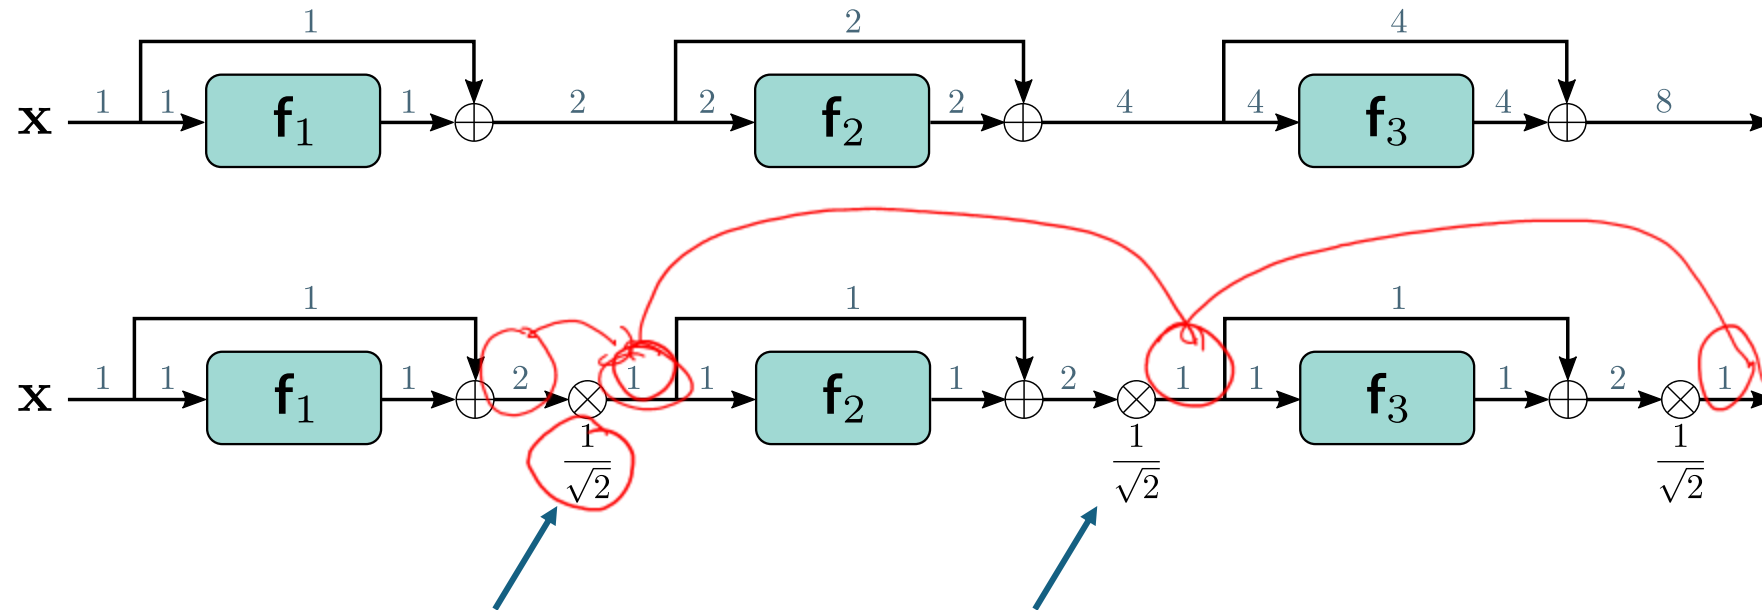 1 2 4
x 1 1 f₁ 1 2 2 f₂ 2 4 4 f₃ 4 8
1 1 1
x 1 1 f₁ 1 2 1 1 f₂ 1 2 1 1 f₃ 1 2 1
1/√2 1/√2 1/√2